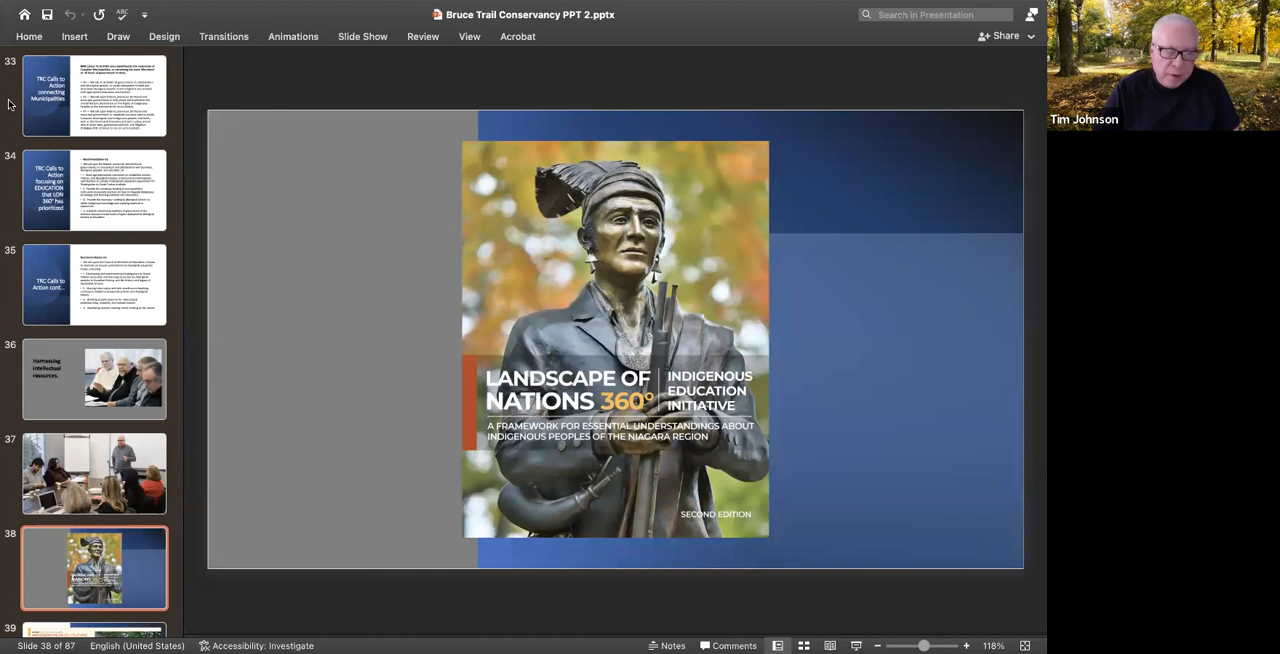 ABC
Bruce Trail Conservancy PPT 2.pptx
Search in Presentation
Home
Insert
Draw
Design
Transitions
Animations
Slide Show
Review
View
Acrobat
Share
33
TRC Calls to
Action
connecting
Municipalities
34
TRC Calls to
Action
focusing on
EDUCATION
that LON
360° has
prioritized
35
TRC Calls to
Action cont…
36
Harnessing
intellectual
resources.
37
38
39
LANDSCAPE OF
NATIONS 360°
INDIGENOUS
EDUCATION
INITIATIVE
A FRAMEWORK FOR ESSENTIAL UNDERSTANDINGS ABOUT
INDIGENOUS PEOPLES OF THE NIAGARA REGION
SECOND EDITION
Tim Johnson
Slide 38 of 87
English (United States)
Accessibility: Investigate
Notes
Comments
118%